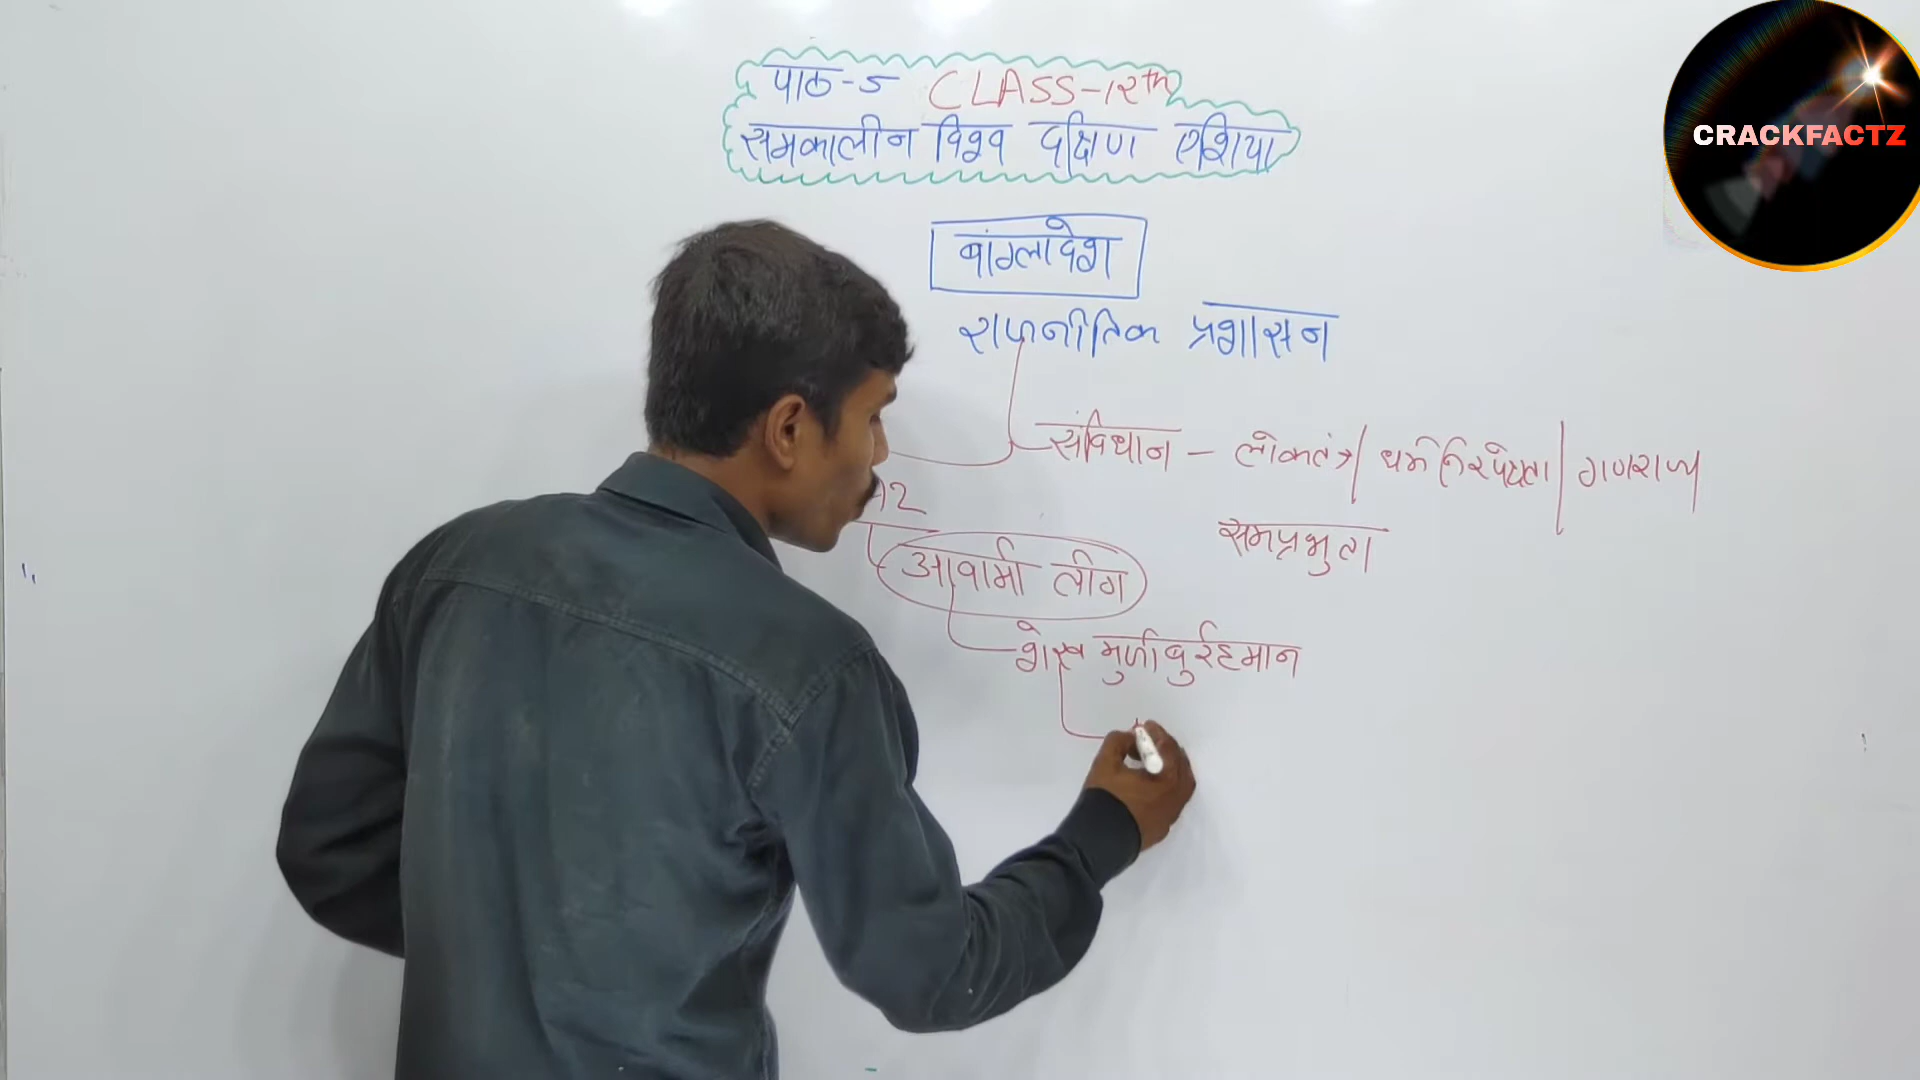 पाठ-5 CLASS-12th
समकालीन विश्व दक्षिण एशिया
CRACKFACTZ
बांग्लादेश
राजनीतिक प्रशासन
संविधान - लोकतंत्र / धर्मनिरपेक्षता / गणराज्य
समप्रभुता
आवामी लीग
शेख मुजीबुर्रहमान